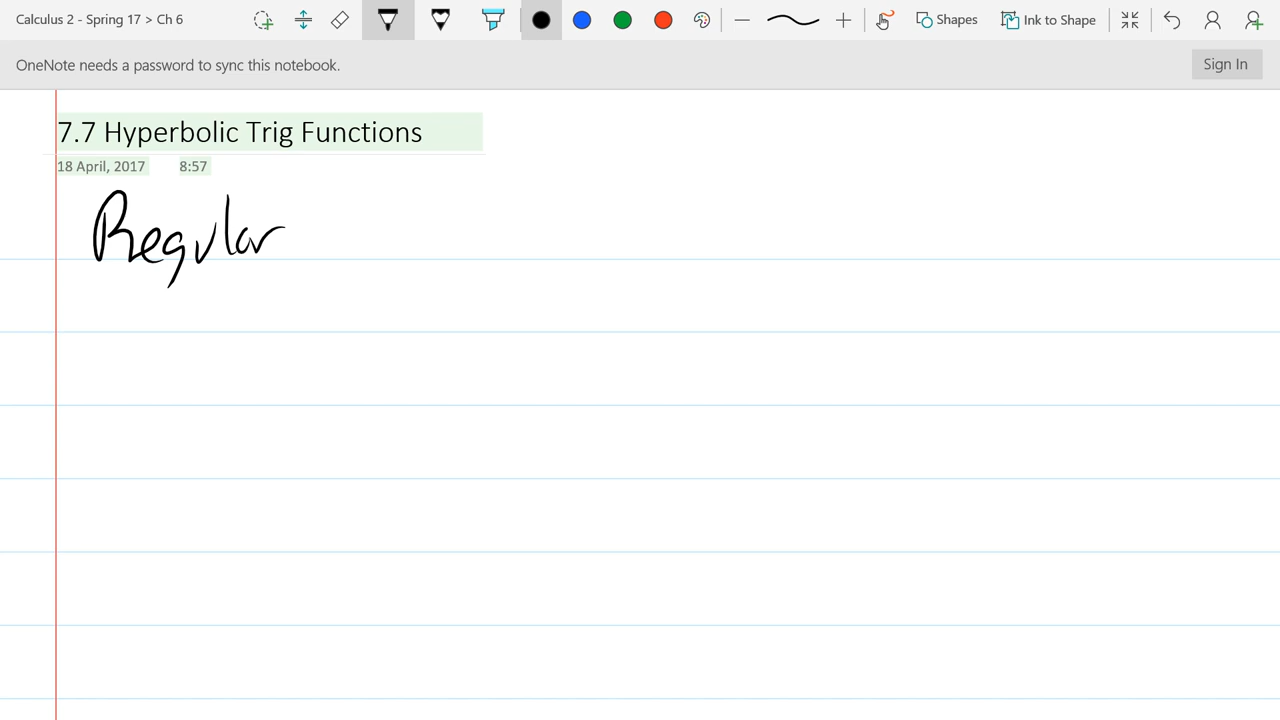 Calculus 2 - Spring 17 > Ch 6
Shapes
Ink to Shape
OneNote needs a password to sync this notebook.
Sign In
7.7 Hyperbolic Trig Functions
18 April, 2017 8:57
Regular